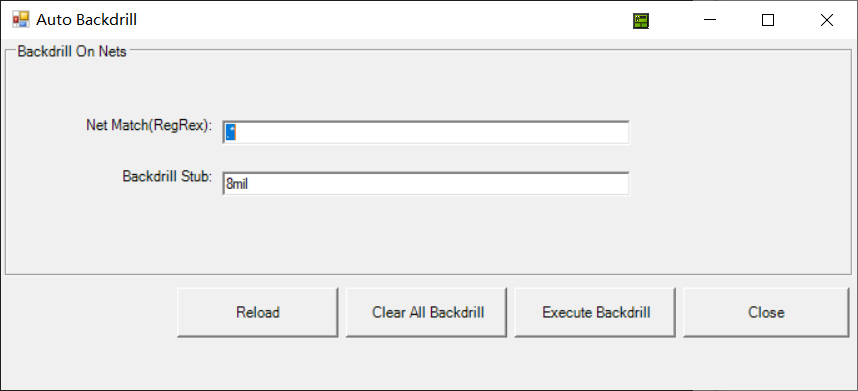 Auto Backdrill
Backdrill On Nets
Net Match(RegRex):
.*
Backdrill Stub:
8mil
Reload
Clear All Backdrill
Execute Backdrill
Close